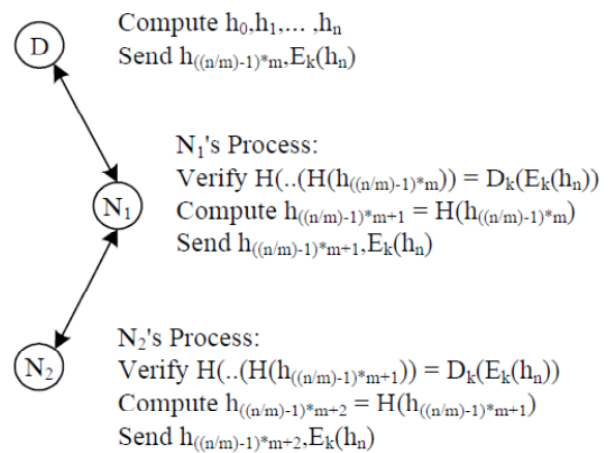 Compute h₀,h₁,... ,hₙ
D
Send h₍₍ₙ/ₘ₎₋₁₎*ₘ,Eₖ(hₙ)
N₁'s Process:
Verify H(..(H(h₍₍ₙ/ₘ₎₋₁₎*ₘ)) = Dₖ(Eₖ(hₙ))
N₁
Compute h₍₍ₙ/ₘ₎₋₁₎*ₘ₊₁ = H(h₍₍ₙ/ₘ₎₋₁₎*ₘ)
Send h₍₍ₙ/ₘ₎₋₁₎*ₘ₊₁,Eₖ(hₙ)
N₂'s Process:
N₂
Verify H(..(H(h₍₍ₙ/ₘ₎₋₁₎*ₘ₊₁)) = Dₖ(Eₖ(hₙ))
Compute h₍₍ₙ/ₘ₎₋₁₎*ₘ₊₂ = H(h₍₍ₙ/ₘ₎₋₁₎*ₘ₊₁)
Send h₍₍ₙ/ₘ₎₋₁₎*ₘ₊₂,Eₖ(hₙ)